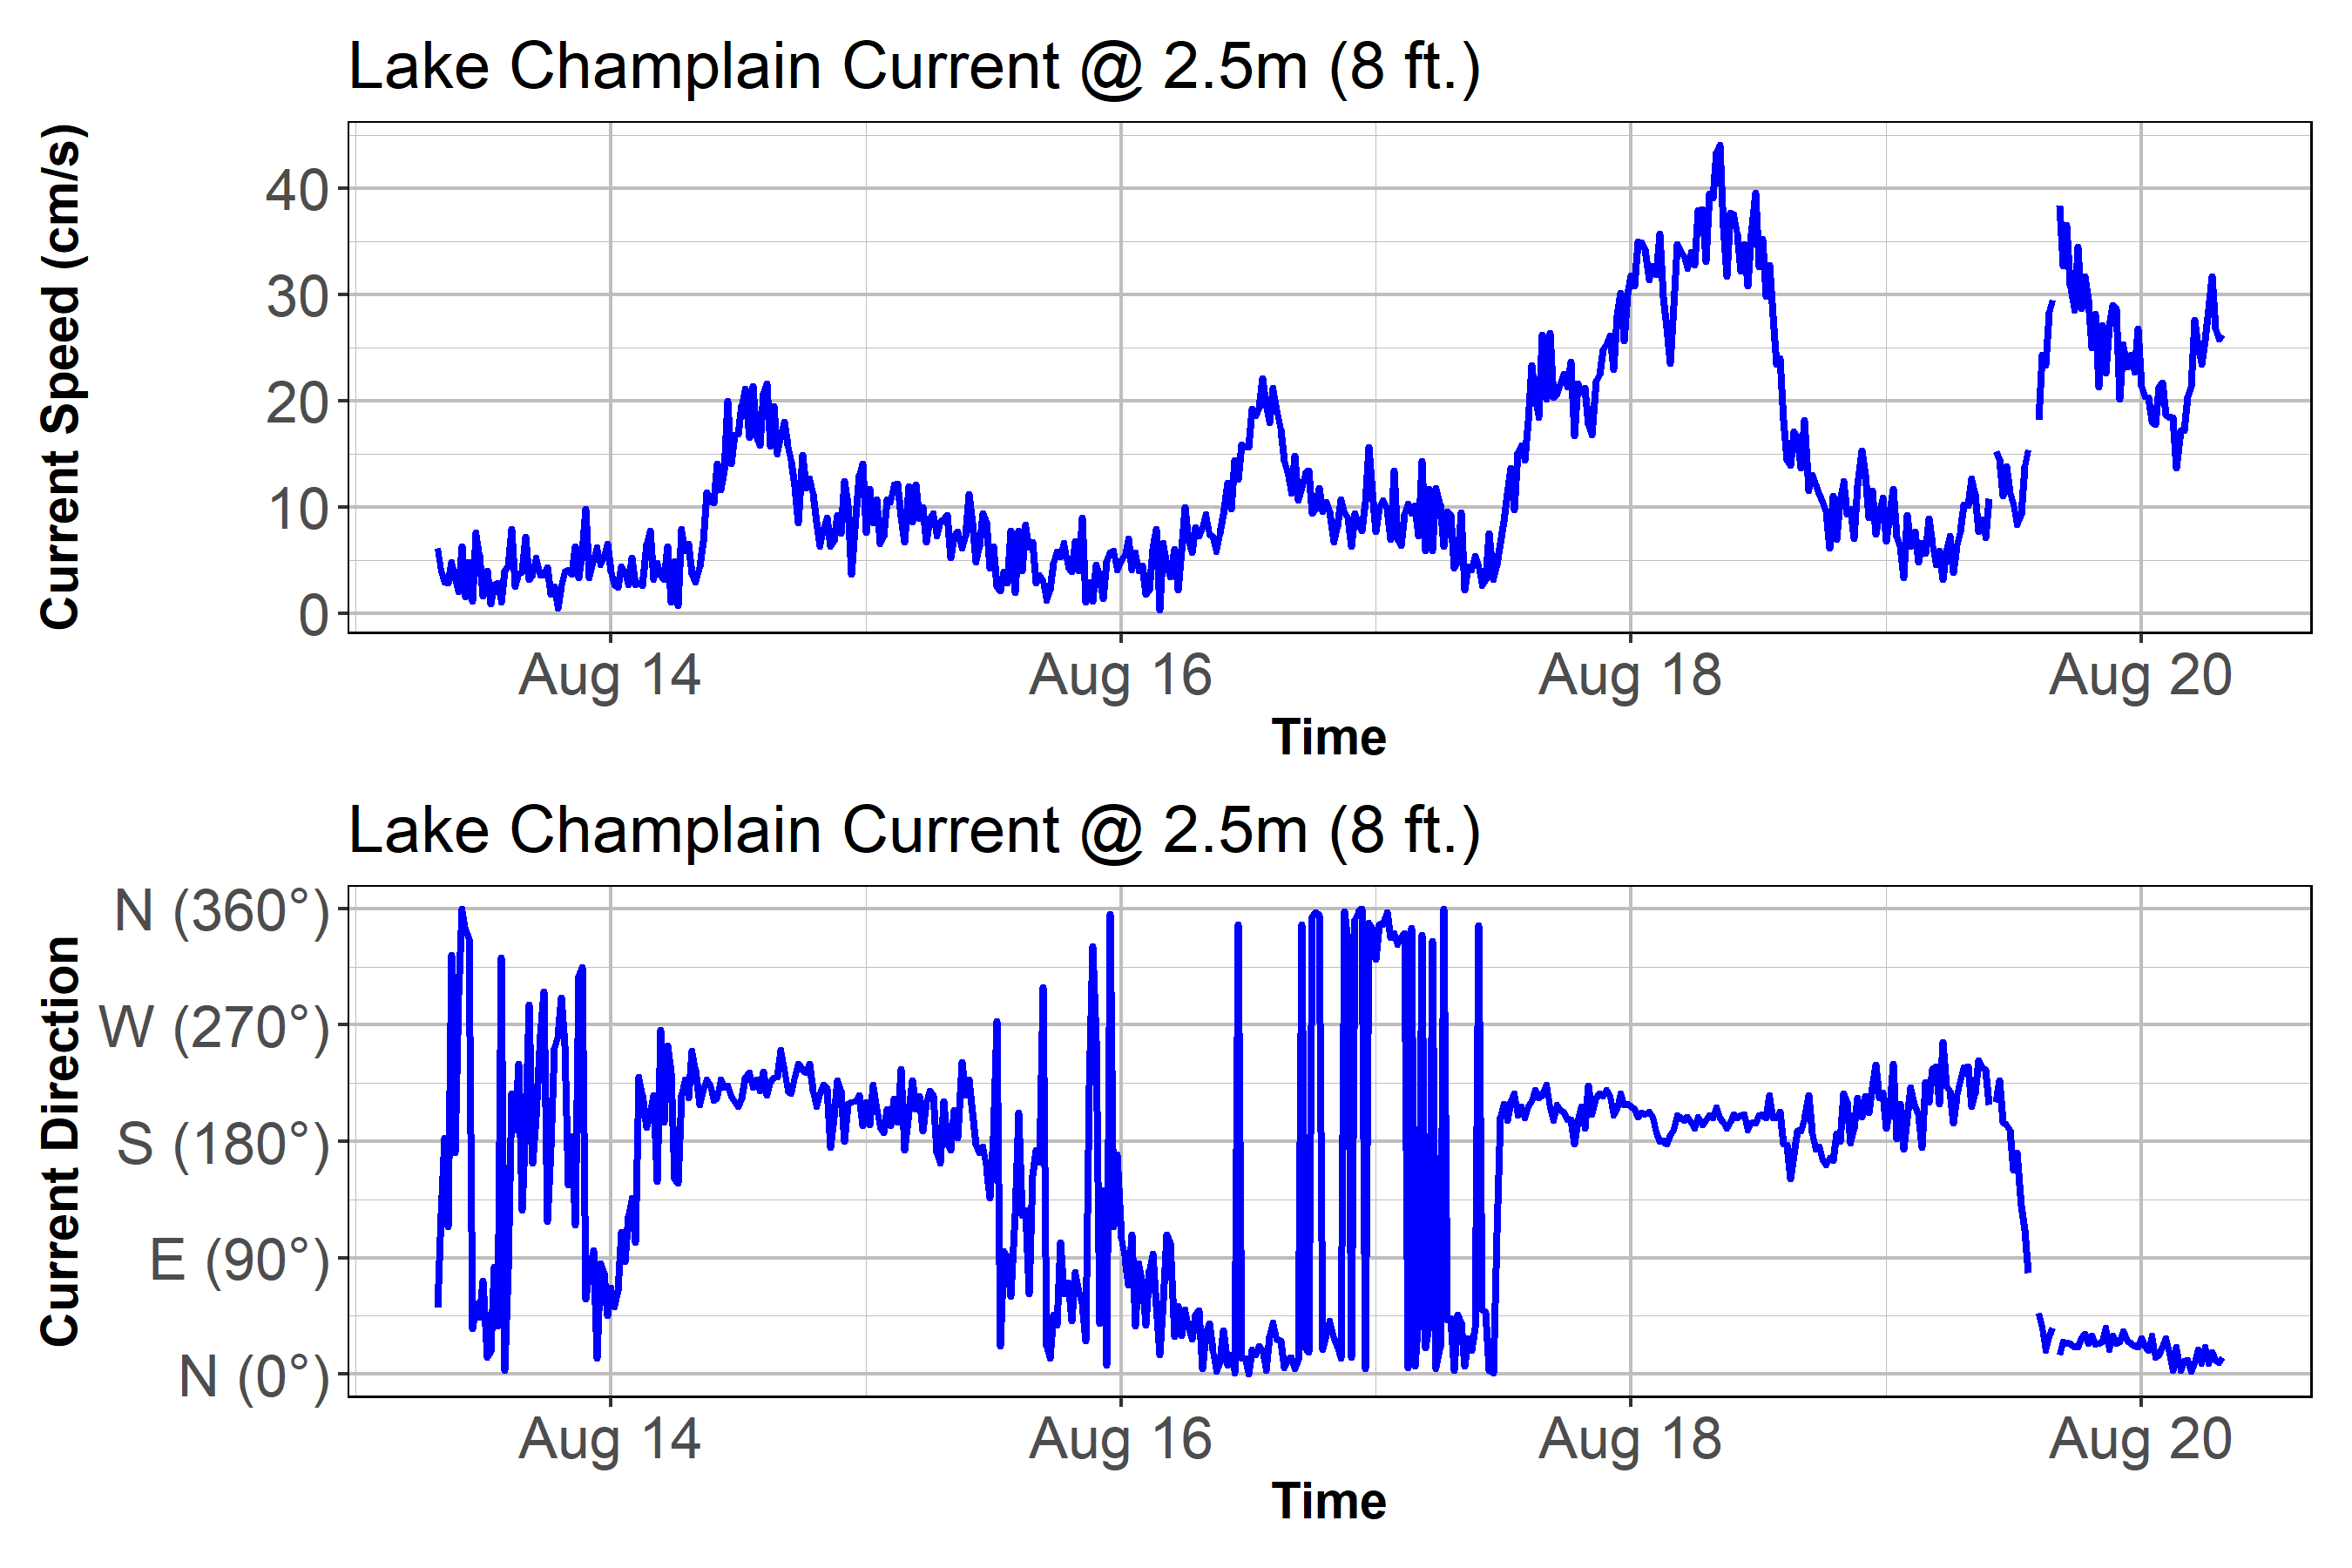 Lake Champlain Current @ 2.5m (8 ft.)
Current Speed (cm/s)
40
30
20
10
0
Aug 14 Aug 16 Aug 18 Aug 20
Time
Lake Champlain Current @ 2.5m (8 ft.)
Current Direction
N (360°)
W (270°)
S (180°)
E (90°)
N (0°)
Aug 14 Aug 16 Aug 18 Aug 20
Time